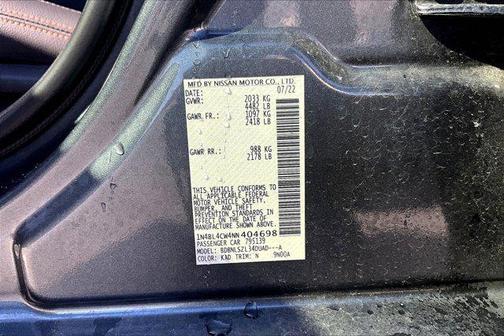 MFD BY NISSAN MOTOR CO., LTD.
DATE: 07/22
GVWR: 2033 KG
4482 LB
GAWR FR: 1097 KG
2418 LB
GAWR RR: 988 KG
2178 LB
THIS VEHICLE CONFORMS TO
ALL APPLICABLE FEDERAL
MOTOR VEHICLE SAFETY,
BUMPER, AND THEFT
PREVENTION STANDARDS
IN EFFECT ON THE DATE OF
MANUFACTURE SHOWN ABOVE.
1N4BL4CW4NN404698
PASSENGER CAR 795139
MODEL: BDBNLSZL34DUAD---A
COLOR: KAD TRIM: N 9N00A